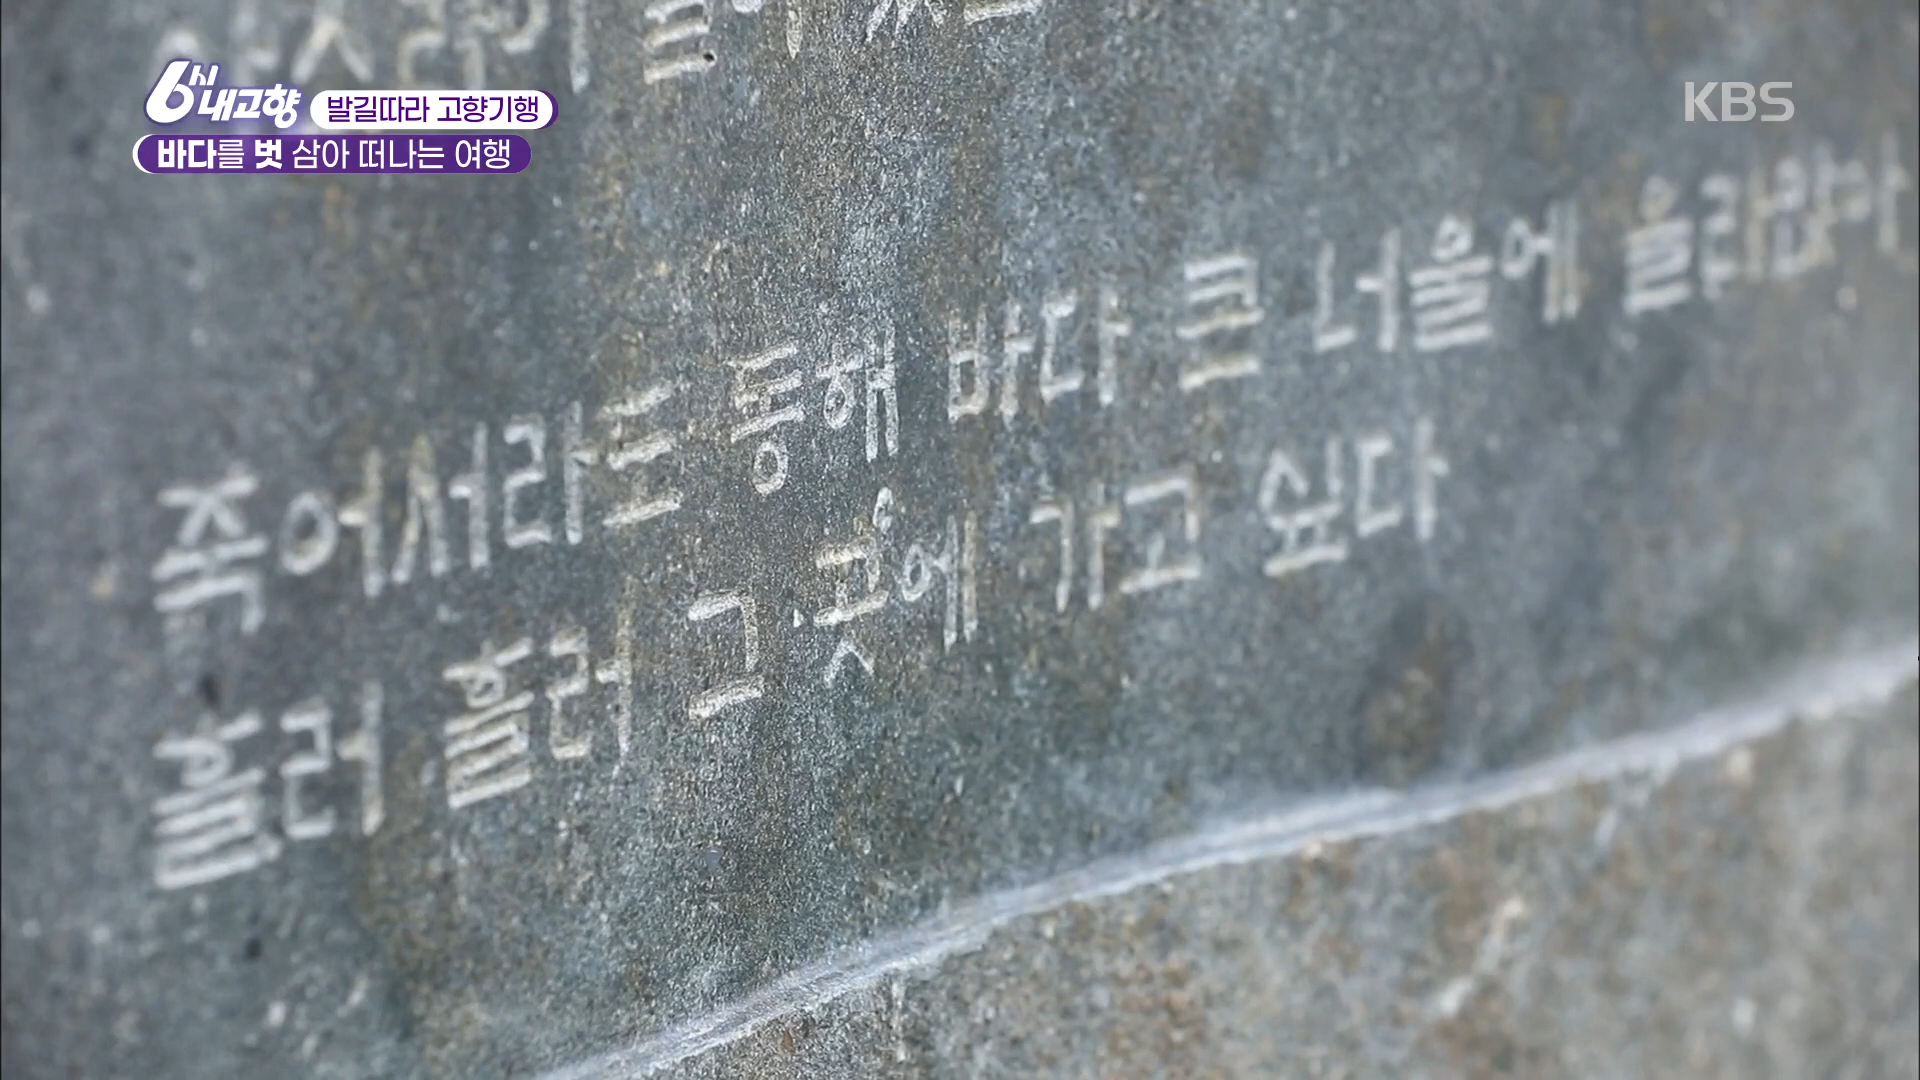 6시 내고향
발길따라 고향기행
바다를 벗 삼아 떠나는 여행
KBS
죽어서라도 동해 바다 큰 너울에 올라앉아
흘러 흘러 그 곳에 가고 싶다